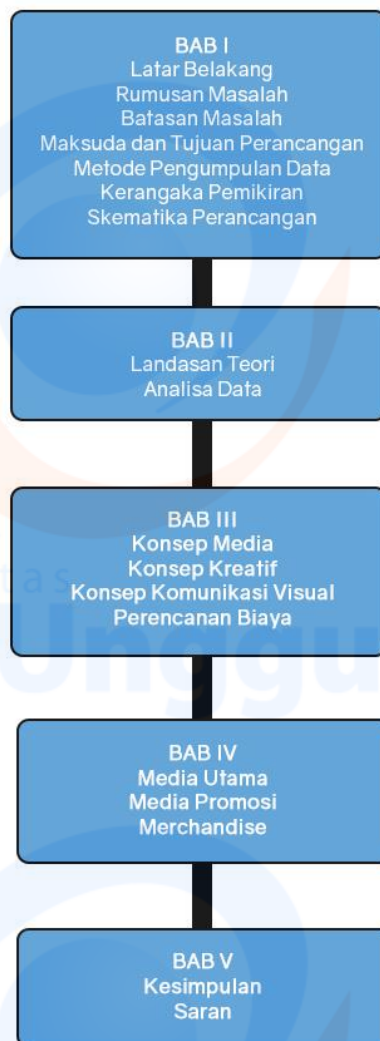 BAB I
Latar Belakang
Rumusan Masalah
Batasan Masalah
Maksuda dan Tujuan Perancangan
Metode Pengumpulan Data
Kerangaka Pemikiran
Skematika Perancangan
BAB II
Landasan Teori
Analisa Data
BAB III
Konsep Media
Konsep Kreatif
Konsep Komunikasi Visual
Perencanan Biaya
tas
Unggu
BAB IV
Media Utama
Media Promosi
Merchandise
BAB V
Kesimpulan
Saran